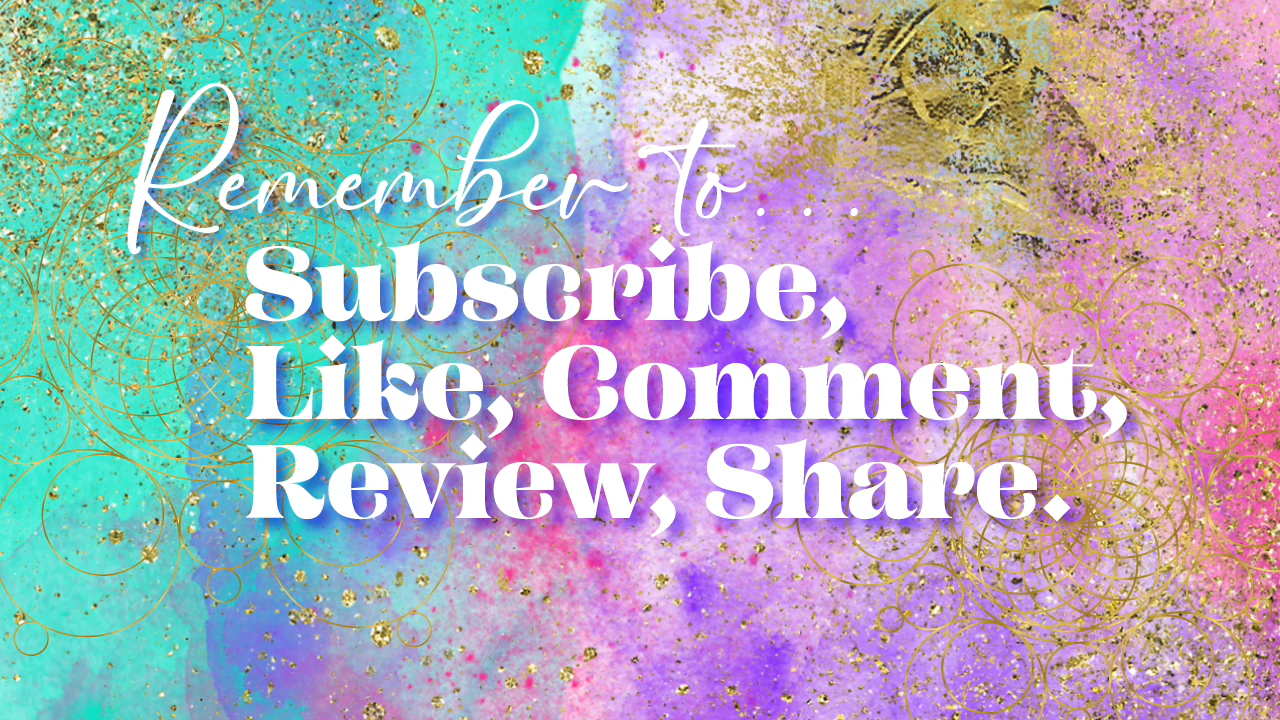 Remember to....
Subscribe,
Like, Comment,
Review, Share.